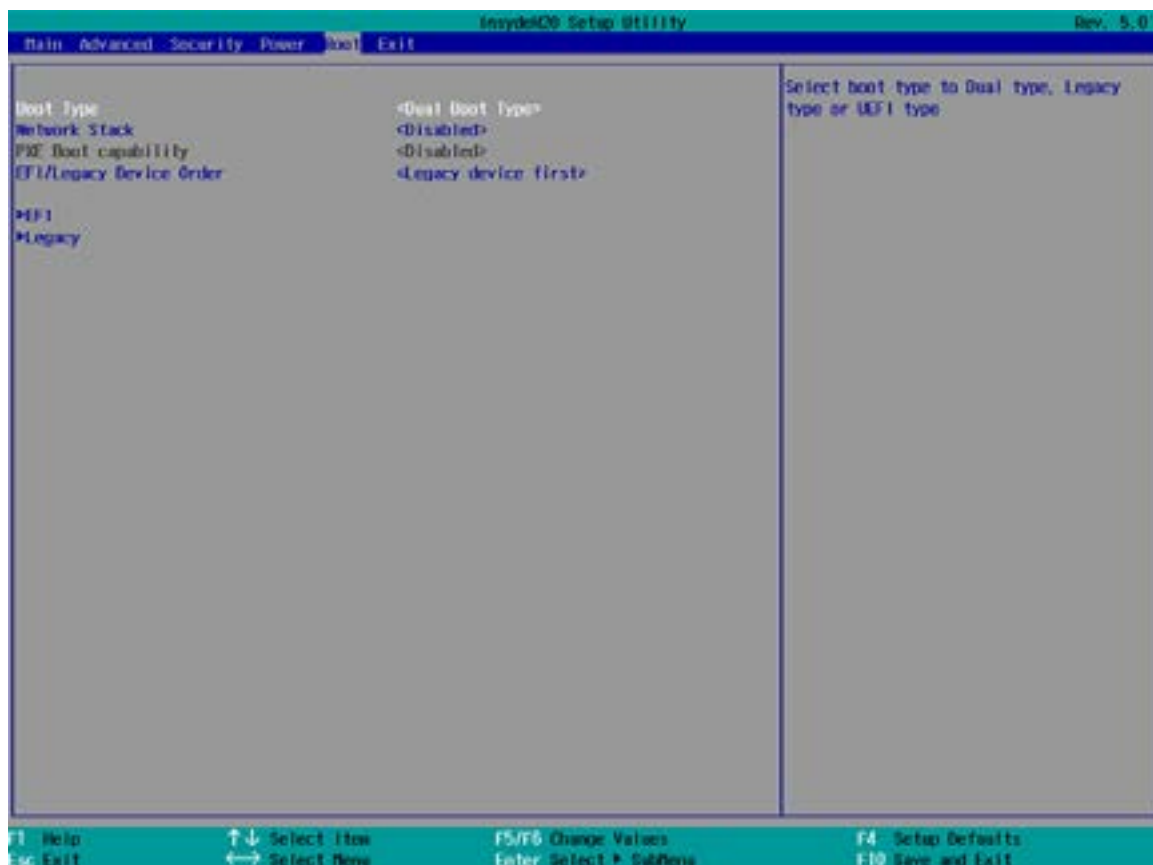 InsydeH20 Setup Utility Rev. 5.0
Main Advanced Security Power Boot Exit
Boot Type <Dual Boot Type>
Network Stack <Disabled>
PXE Boot capability <Disabled>
EFI/Legacy Device Order <Legacy device first>
►EFI
►Legacy
Select boot type to Dual type, Legacy
type or UEFI type
F1 Help ↑↓ Select Item F5/F6 Change Values F4 Setup Defaults
Esc Exit ←→ Select Menu Enter Select ► SubMenu F10 Save and Exit